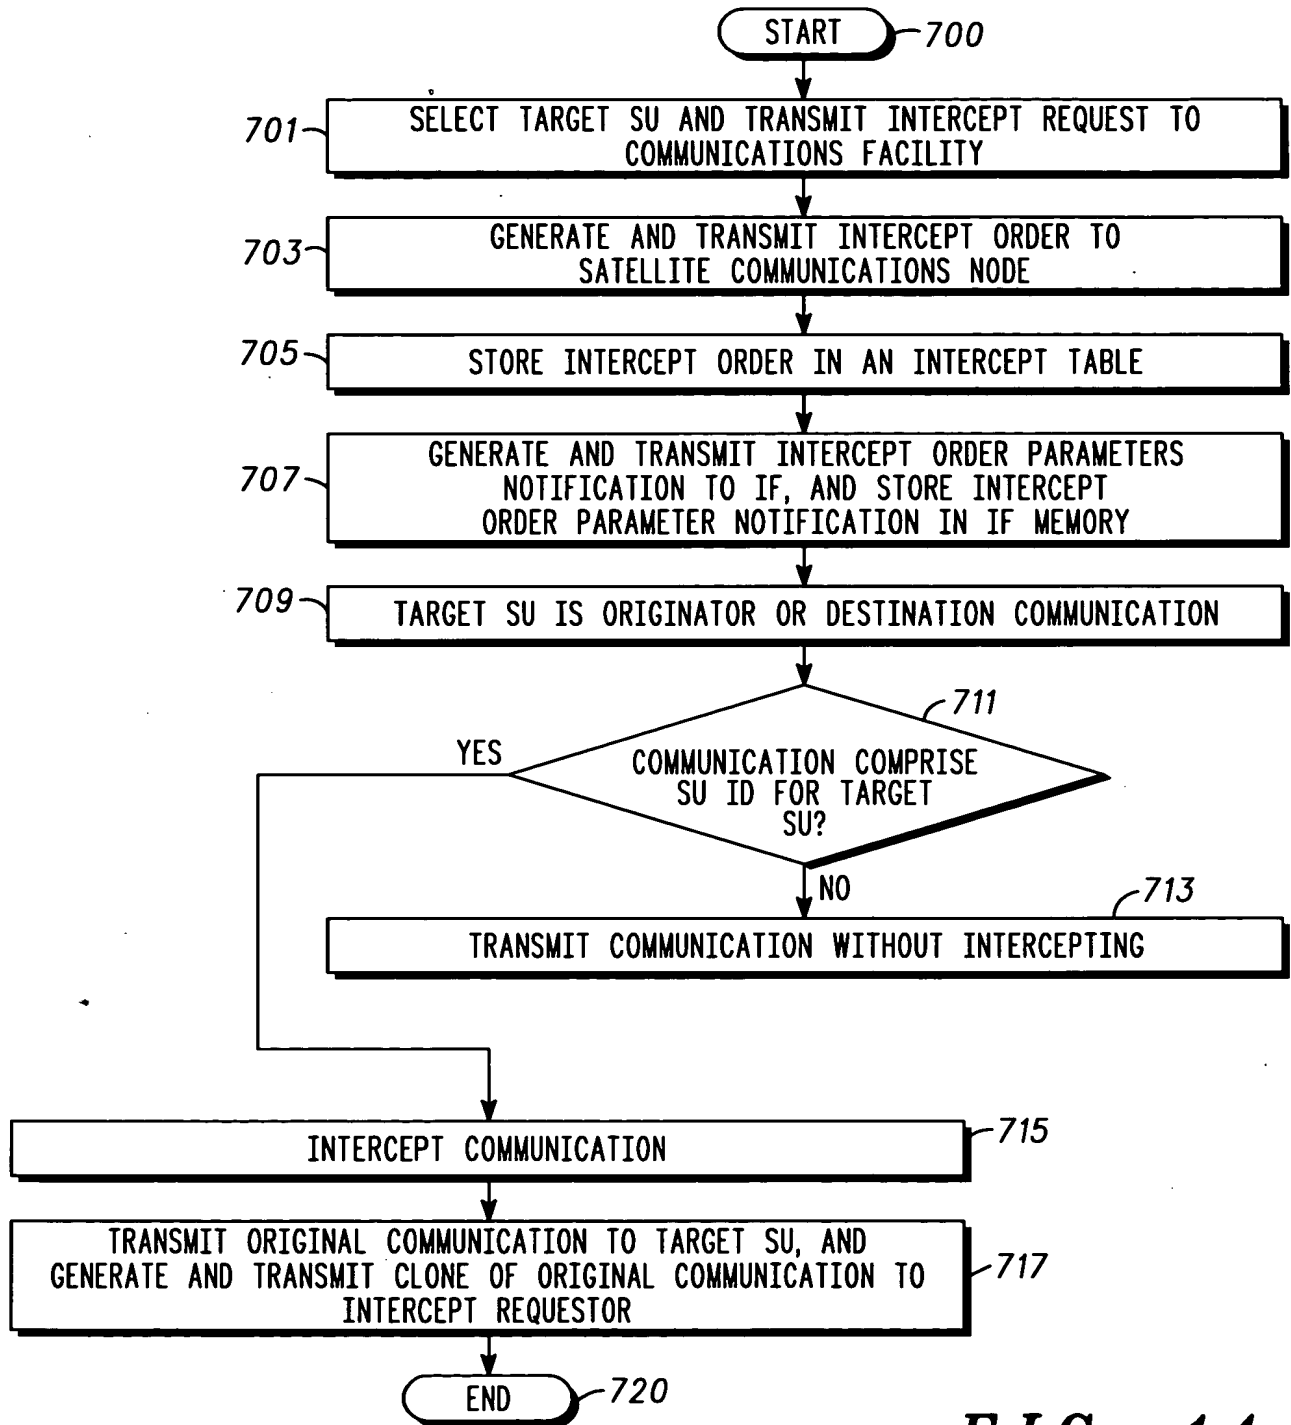 START
700
701
SELECT TARGET SU AND TRANSMIT INTERCEPT REQUEST TO
COMMUNICATIONS FACILITY
703
GENERATE AND TRANSMIT INTERCEPT ORDER TO
SATELLITE COMMUNICATIONS NODE
705
STORE INTERCEPT ORDER IN AN INTERCEPT TABLE
707
GENERATE AND TRANSMIT INTERCEPT ORDER PARAMETERS
NOTIFICATION TO IF, AND STORE INTERCEPT
ORDER PARAMETER NOTIFICATION IN IF MEMORY
709
TARGET SU IS ORIGINATOR OR DESTINATION COMMUNICATION
711
YES
COMMUNICATION COMPRISE
SU ID FOR TARGET
SU?
NO
713
TRANSMIT COMMUNICATION WITHOUT INTERCEPTING
INTERCEPT COMMUNICATION
715
TRANSMIT ORIGINAL COMMUNICATION TO TARGET SU, AND
GENERATE AND TRANSMIT CLONE OF ORIGINAL COMMUNICATION TO
INTERCEPT REQUESTOR
717
END
720